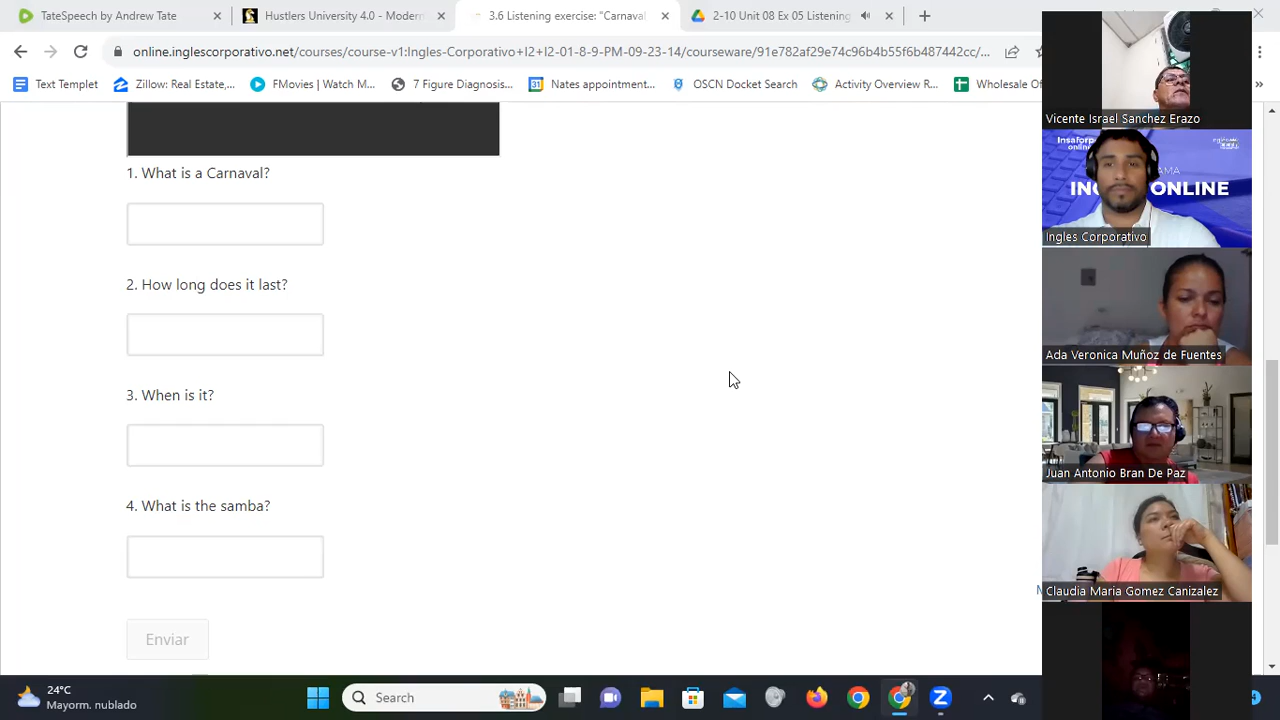 TateSpeech by Andrew Tate
Hustlers University 4.0 - Moder
3.6 Listening exercise: "Carnaval
2-10 Unit 08 Ex 05 Listening
online.inglescorporativo.net/courses/course-v1:Ingles-Corporativo+I2+I2-01-8-9-PM-09-23-14/courseware/91e782af29e74c96b4b55f6b487442cc/...
Text Templet
Zillow: Real Estate,...
FMovies | Watch M...
7 Figure Diagnosis...
Dates appointment...
OSCN Docket Search
Activity Overview R...
Wholesale O
1. What is a Carnaval?
2. How long does it last?
3. When is it?
4. What is the samba?
Enviar
Vicente Israel Sanchez Erazo
Insaforp
online
AMA
ONLINE
Ingles Corporativo
Ada Veronica Muñoz de Fuentes
Juan Antonio Bran De Paz
Claudia Maria Gomez Canizalez
24°C
Mayorm. nublado
Search